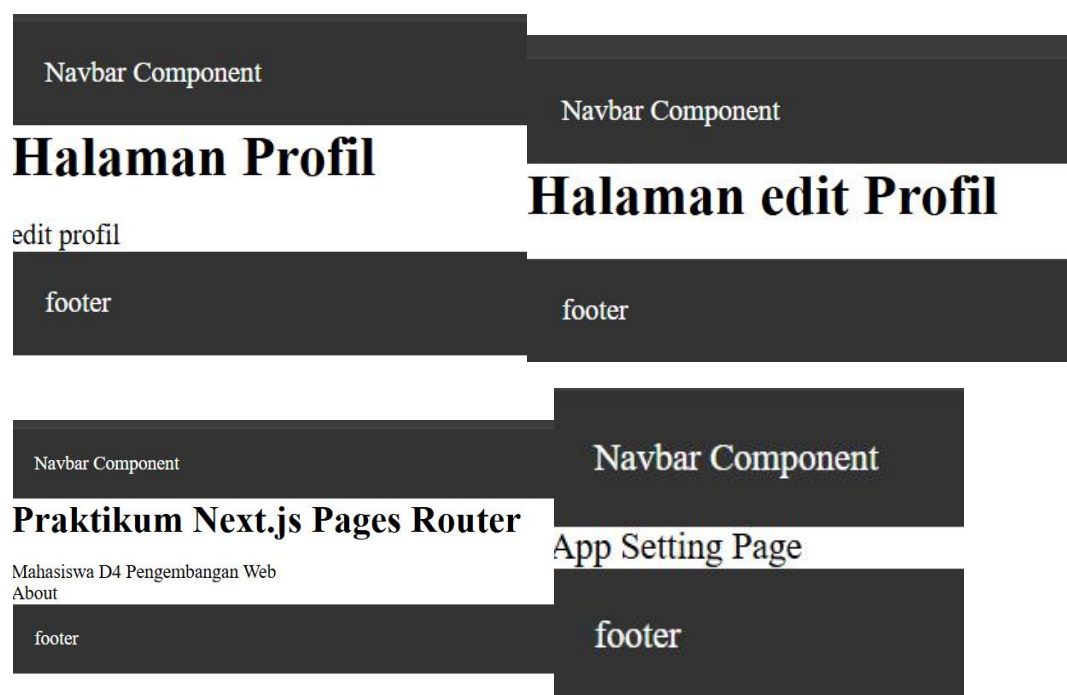 Navbar Component
Halaman Profil
edit profil
footer
Navbar Component
Halaman edit Profil
footer
Navbar Component
Praktikum Next.js Pages Router
Mahasiswa D4 Pengembangan Web
About
footer
Navbar Component
App Setting Page
footer